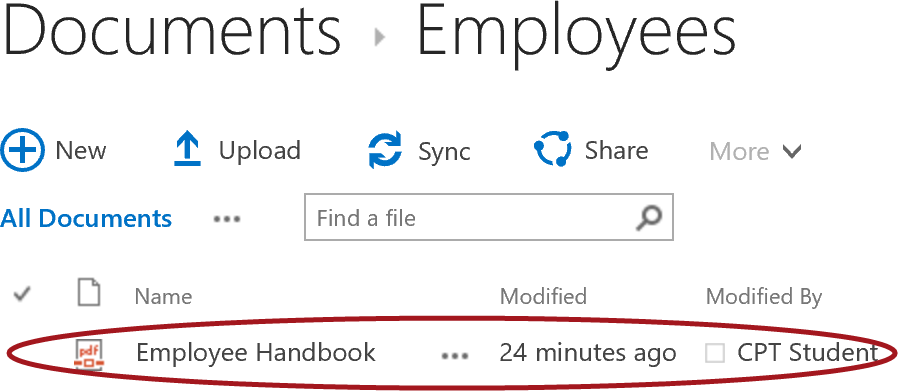 Documents ▸ Employees
New Upload Sync Share More
All Documents ••• Find a file
Name Modified Modified By
pdf Employee Handbook ••• 24 minutes ago CPT Student